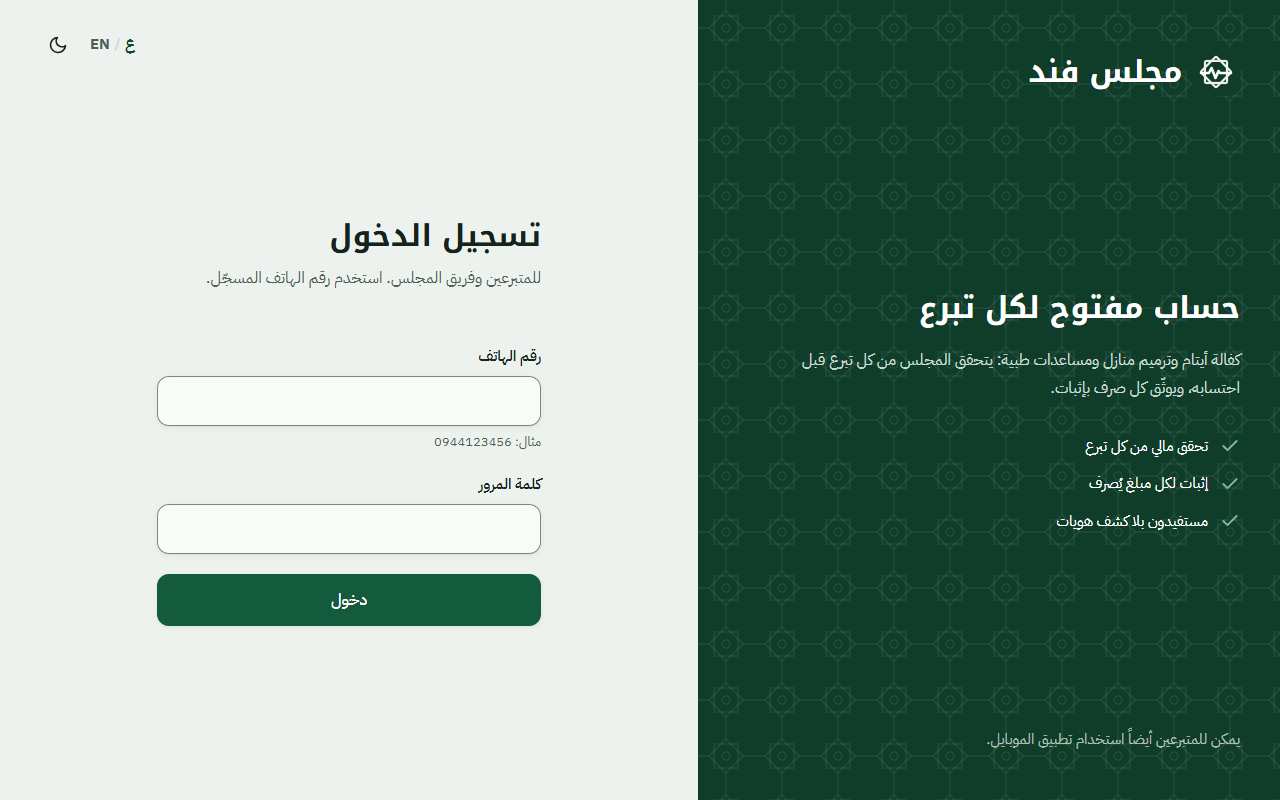 مجلس فند
حساب مفتوح لكل تبرع
كفالة أيتام وترميم منازل ومساعدات طبية: يتحقق المجلس من كل تبرع قبل
احتسابه، ويوثّق كل صرف بإثبات.
تحقق مالي من كل تبرع
إثبات لكل مبلغ يُصرف
مستفيدون بلا كشف هويات
يمكن للمتبرعين أيضاً استخدام تطبيق الموبايل.
ع / EN
تسجيل الدخول
للمتبرعين وفريق المجلس. استخدم رقم الهاتف المسجّل.
رقم الهاتف
مثال: 0944123456
كلمة المرور
دخول